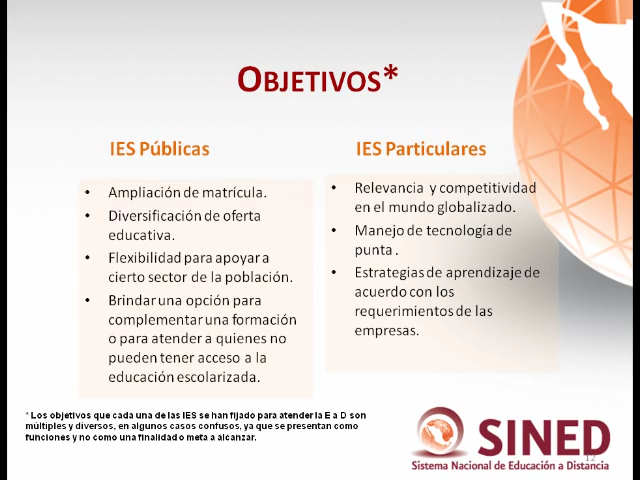 OBJETIVOS*
IES Públicas
• Ampliación de matrícula.
• Diversificación de oferta
educativa.
• Flexibilidad para apoyar a
cierto sector de la población.
• Brindar una opción para
complementar una formación
o para atender a quienes no
pueden tener acceso a la
educación escolarizada.
IES Particulares
• Relevancia y competitividad
en el mundo globalizado.
• Manejo de tecnología de
punta .
• Estrategias de aprendizaje de
acuerdo con los
requerimientos de las
empresas.
* Los objetivos que cada una de las IES se han fijado para atender la E a D son
múltiples y diversos, en algunos casos confusos, ya que se presentan como
funciones y no como una finalidad o meta a alcanzar.
SINED
12
Sistema Nacional de Educación a Distancia